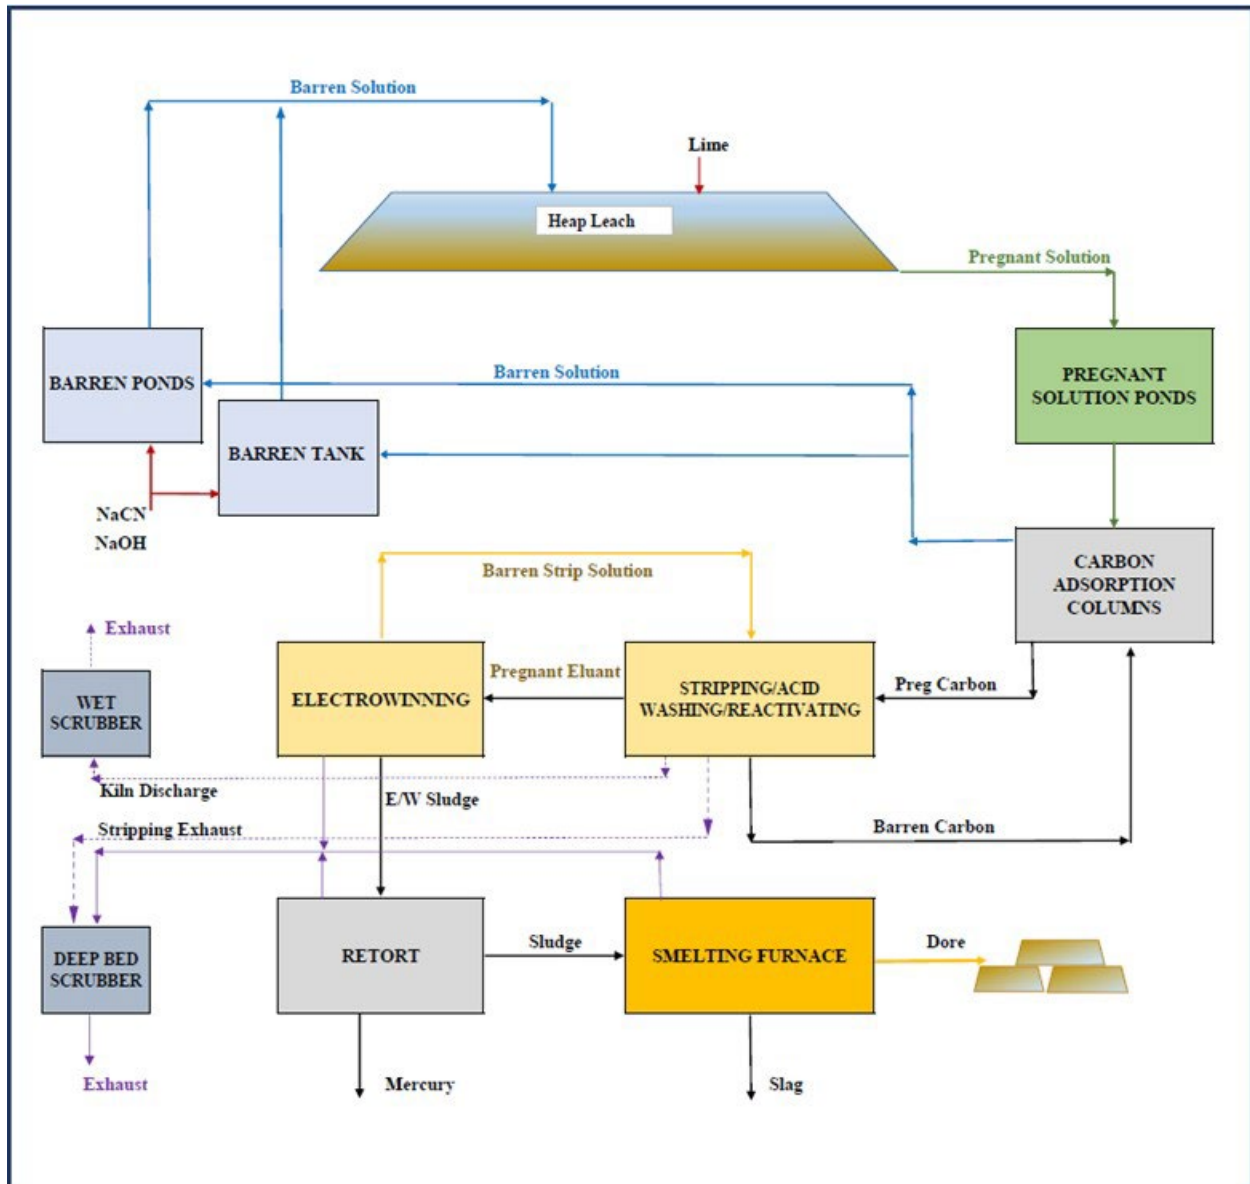 Barren Solution
Lime
Heap Leach
Pregnant Solution
BARREN PONDS
Barren Solution
PREGNANT
SOLUTION PONDS
BARREN TANK
NaCN
NaOH
CARBON
ADSORPTION
COLUMNS
Barren Strip Solution
Exhaust
WET
SCRUBBER
ELECTROWINNING
Pregnant Eluant
STRIPPING/ACID
WASHING/REACTIVATING
Preg Carbon
Kiln Discharge
E/W Sludge
Stripping Exhaust
Barren Carbon
DEEP BED
SCRUBBER
RETORT
Sludge
SMELTING FURNACE
Dore
Exhaust
Mercury
Slag